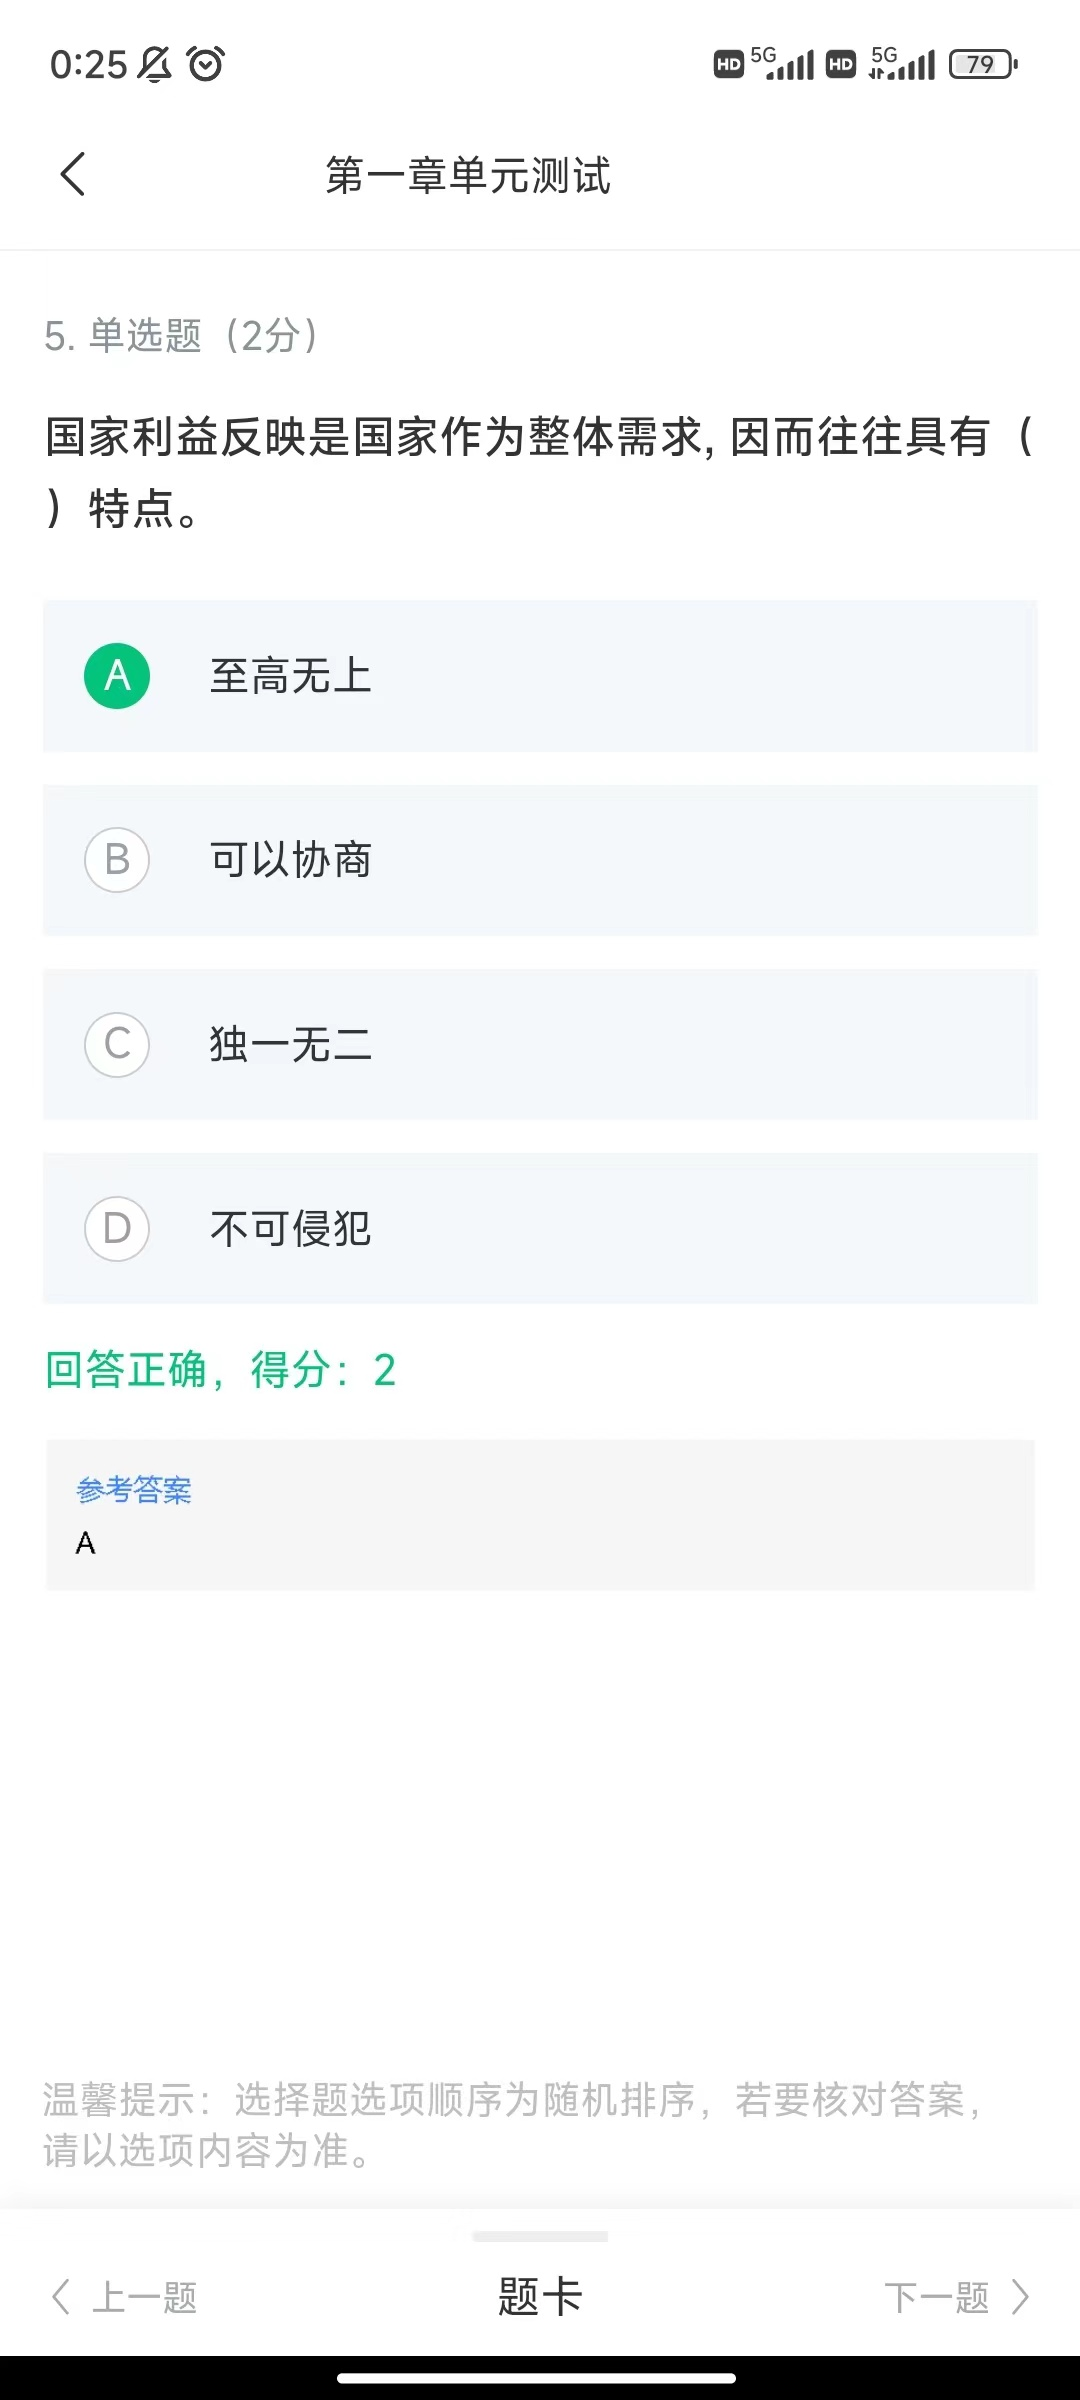 0:25 HD 5G HD 5G 79
第一章单元测试
5. 单选题（2分）
国家利益反映是国家作为整体需求, 因而往往具有（
）特点。
A 至高无上
B 可以协商
C 独一无二
D 不可侵犯
回答正确，得分：2
参考答案
A
温馨提示：选择题选项顺序为随机排序，若要核对答案，
请以选项内容为准。
上一题 题卡 下一题